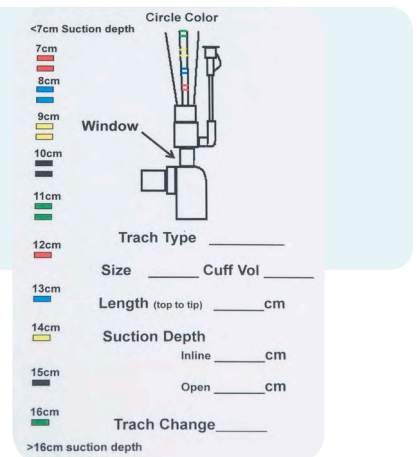 Circle Color
<7cm Suction depth
7cm
8cm
9cm
Window
10cm
11cm
12cm
Trach Type ________
Size ______ Cuff Vol ______
13cm
Length (top to tip) ______cm
14cm
Suction Depth
Inline ______cm
15cm
Open ______cm
16cm
Trach Change______
>16cm suction depth